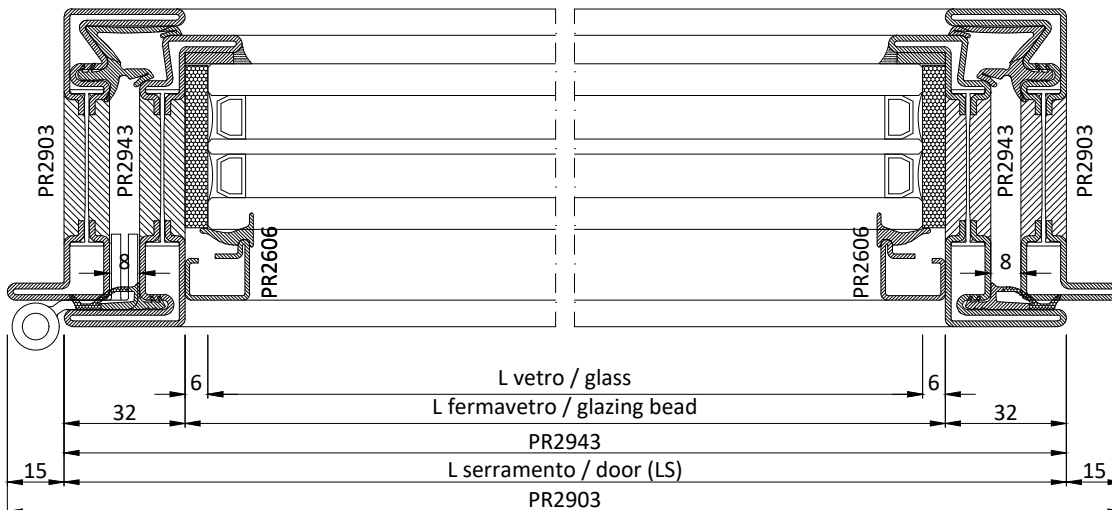 PR2903
PR2943
PR2943
PR2903
PR2606
PR2606
8
8
6
L vetro / glass
6
32
L fermavetro / glazing bead
32
PR2943
15
L serramento / door (LS)
15
PR2903